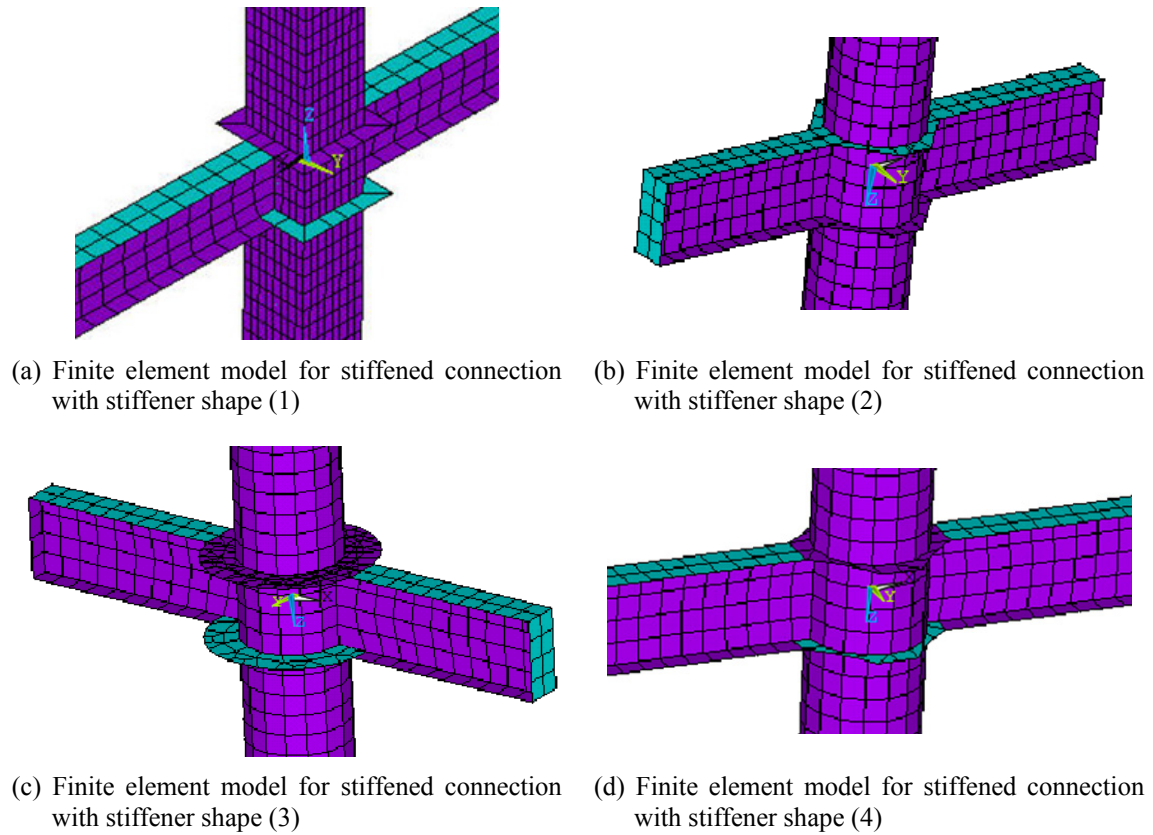 Z
Y
Y
Z
(a) Finite element model for stiffened connection
with stiffener shape (1)
(b) Finite element model for stiffened connection
with stiffener shape (2)
Y
X
Z
Y
Z
(c) Finite element model for stiffened connection
with stiffener shape (3)
(d) Finite element model for stiffened connection
with stiffener shape (4)